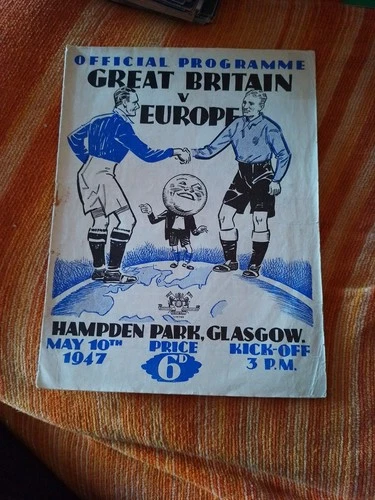 OFFICIAL PROGRAMME
GREAT BRITAIN
V
EUROPE
HAMPDEN PARK, GLASGOW.
MAY 10TH
1947
PRICE
6D
KICK-OFF
3 P.M.